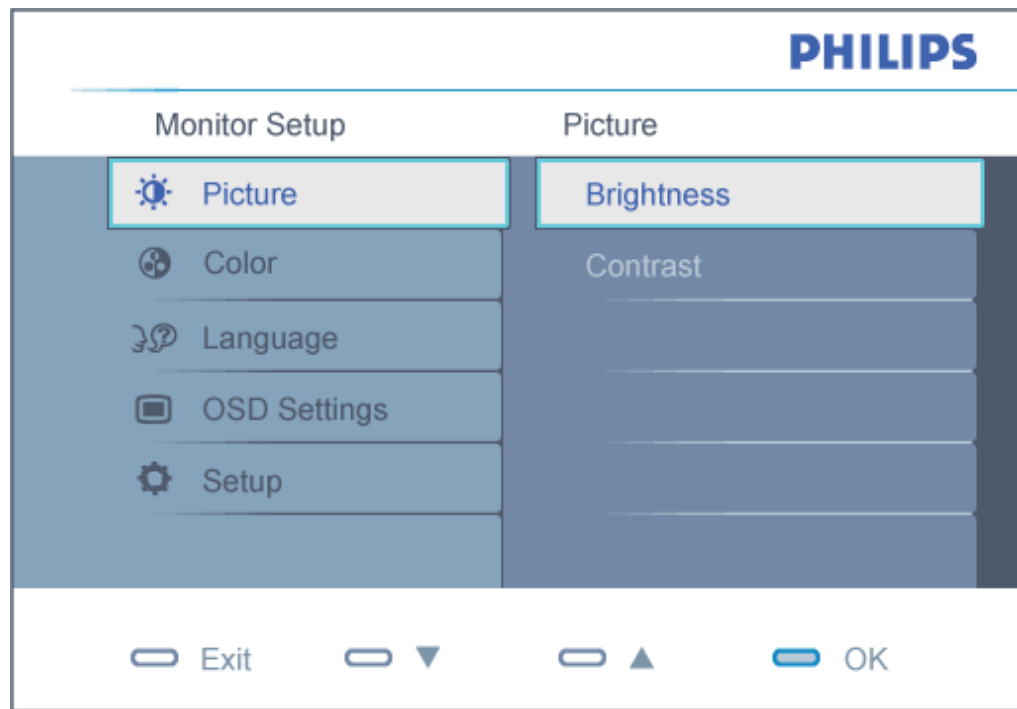 PHILIPS
Monitor Setup Picture
Picture Brightness
Color Contrast
Language
OSD Settings
Setup
Exit ▼ ▲ OK